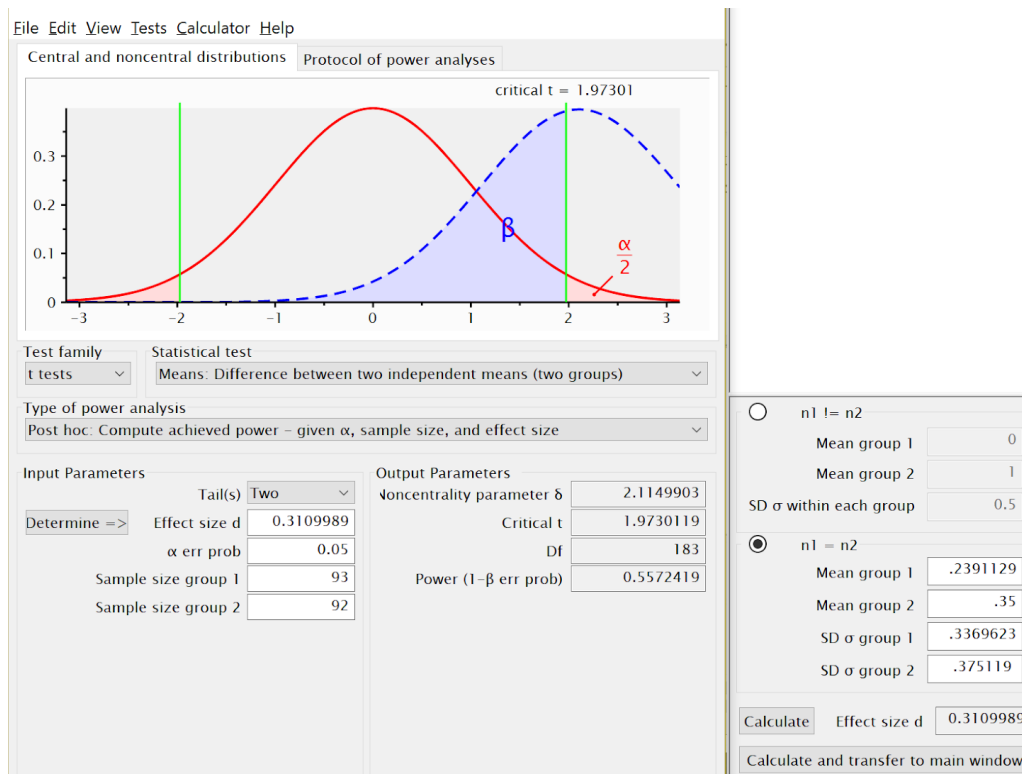 File Edit View Tests Calculator Help
Central and noncentral distributions
Protocol of power analyses
critical t = 1.97301
0.3
0.2
0.1
0
β
α
2
−3 −2 −1 0 1 2 3
Test family
t tests
Statistical test
Means: Difference between two independent means (two groups)
Type of power analysis
Post hoc: Compute achieved power – given α, sample size, and effect size
Input Parameters
Tail(s) Two
Determine => Effect size d 0.3109989
α err prob 0.05
Sample size group 1 93
Sample size group 2 92
Output Parameters
Noncentrality parameter δ 2.1149903
Critical t 1.9730119
Df 183
Power (1−β err prob) 0.5572419
n1 != n2
Mean group 1 0
Mean group 2 1
SD σ within each group 0.5
n1 = n2
Mean group 1 .2391129
Mean group 2 .35
SD σ group 1 .3369623
SD σ group 2 .375119
Calculate Effect size d 0.3109989
Calculate and transfer to main window